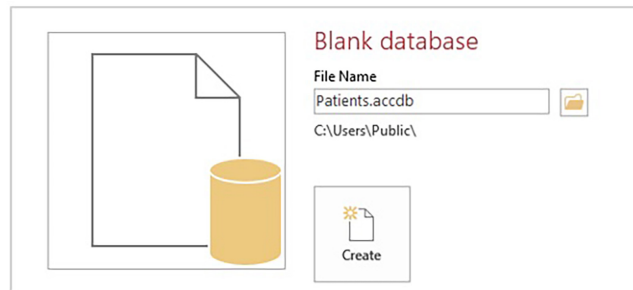 Blank database
File Name
Patients.accdb
C:\Users\Public\
Create